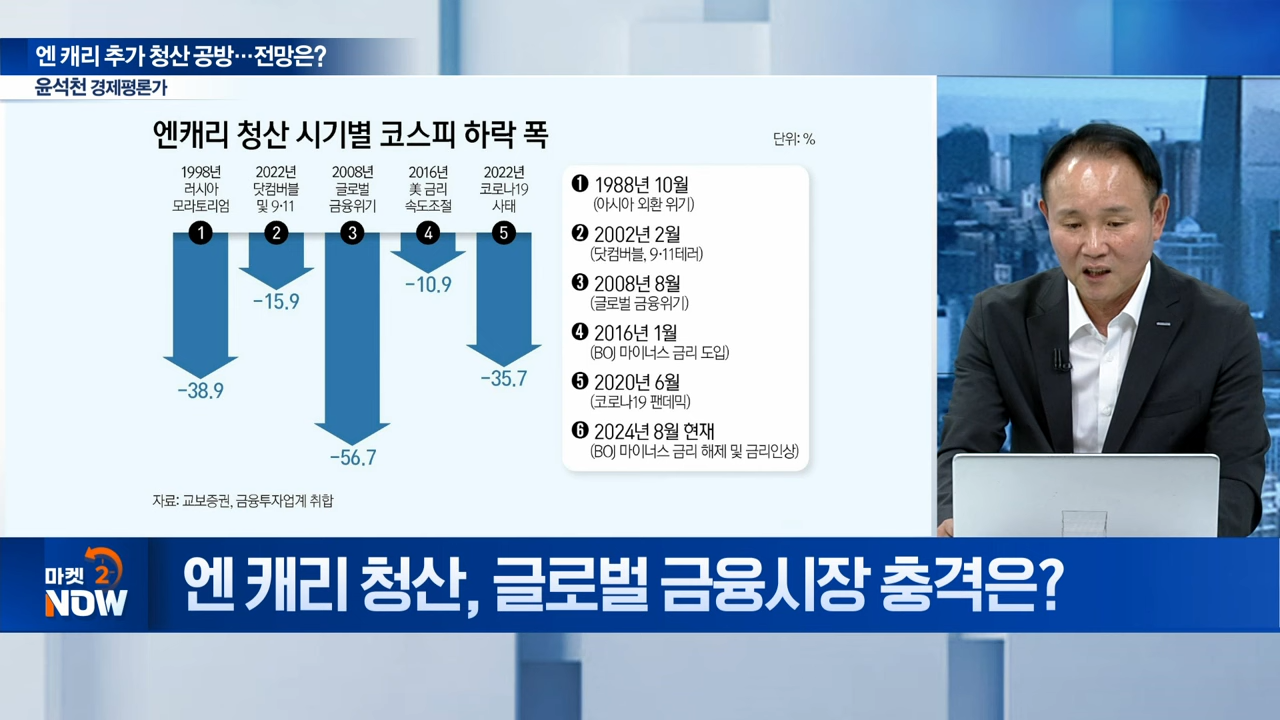 엔 캐리 추가 청산 공방…전망은?
윤석천 경제평론가
엔캐리 청산 시기별 코스피 하락 폭
단위: %
1998년
러시아
모라토리엄
2022년
닷컴버블
및 9·11
2008년
글로벌
금융위기
2016년
美 금리
속도조절
2022년
코로나19
사태
1
2
3
4
5
-38.9
-15.9
-56.7
-10.9
-35.7
❶ 1988년 10월
(아시아 외환 위기)
❷ 2002년 2월
(닷컴버블, 9·11테러)
❸ 2008년 8월
(글로벌 금융위기)
❹ 2016년 1월
(BOJ 마이너스 금리 도입)
❺ 2020년 6월
(코로나19 팬데믹)
❻ 2024년 8월 현재
(BOJ 마이너스 금리 해제 및 금리인상)
자료: 교보증권, 금융투자업계 취합
마켓 2
NOW
엔 캐리 청산, 글로벌 금융시장 충격은?